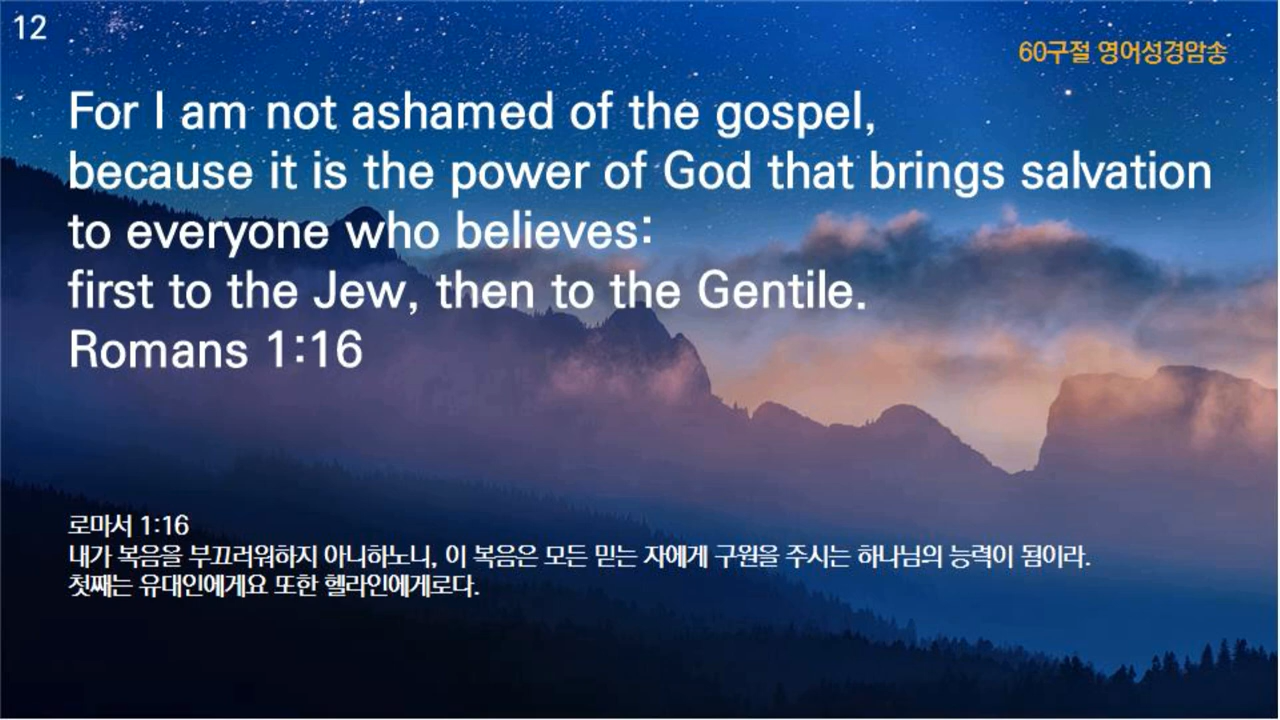 12
60구절 영어성경암송
For I am not ashamed of the gospel,
because it is the power of God that brings salvation
to everyone who believes:
first to the Jew, then to the Gentile.
Romans 1:16
로마서 1:16
내가 복음을 부끄러워하지 아니하노니, 이 복음은 모든 믿는 자에게 구원을 주시는 하나님의 능력이 됨이라.
첫째는 유대인에게요 또한 헬라인에게로다.